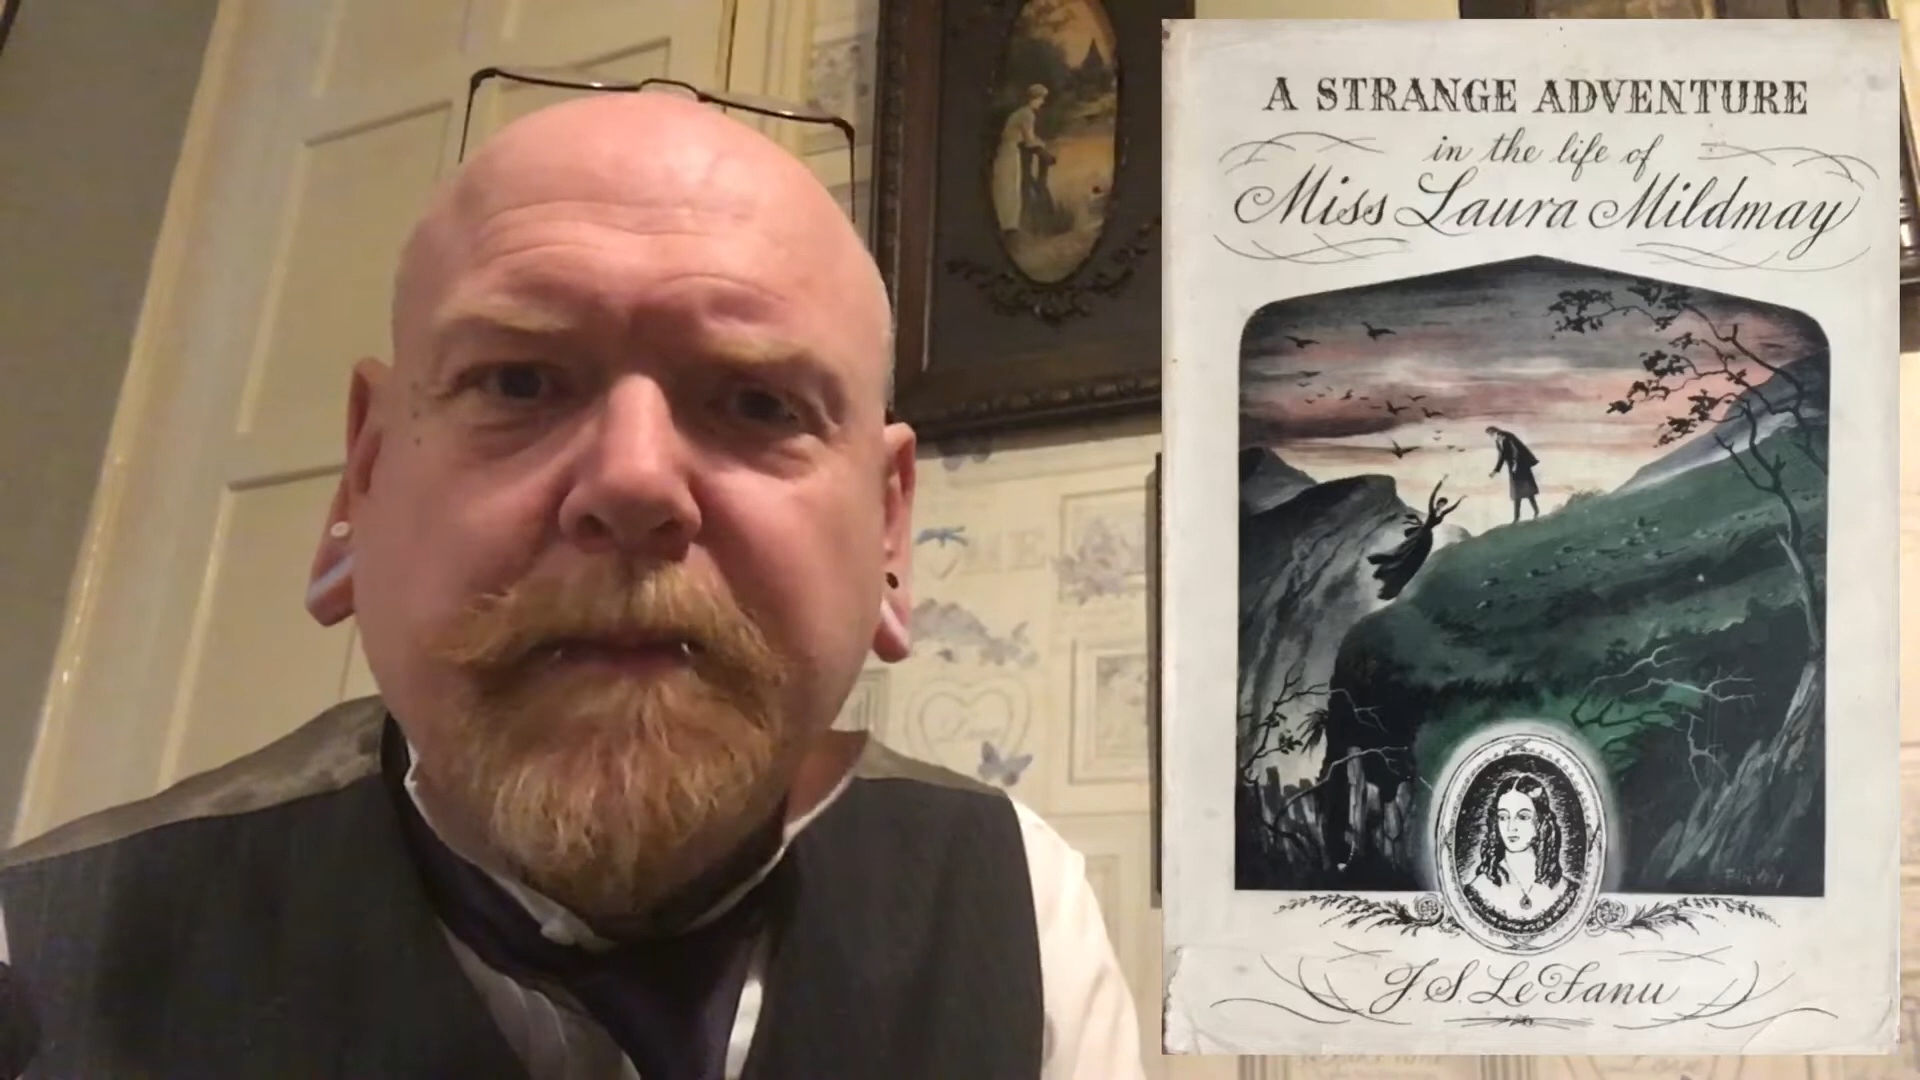 A STRANGE ADVENTURE
in the life of
Miss Laura Mildmay
J. S. Le Fanu